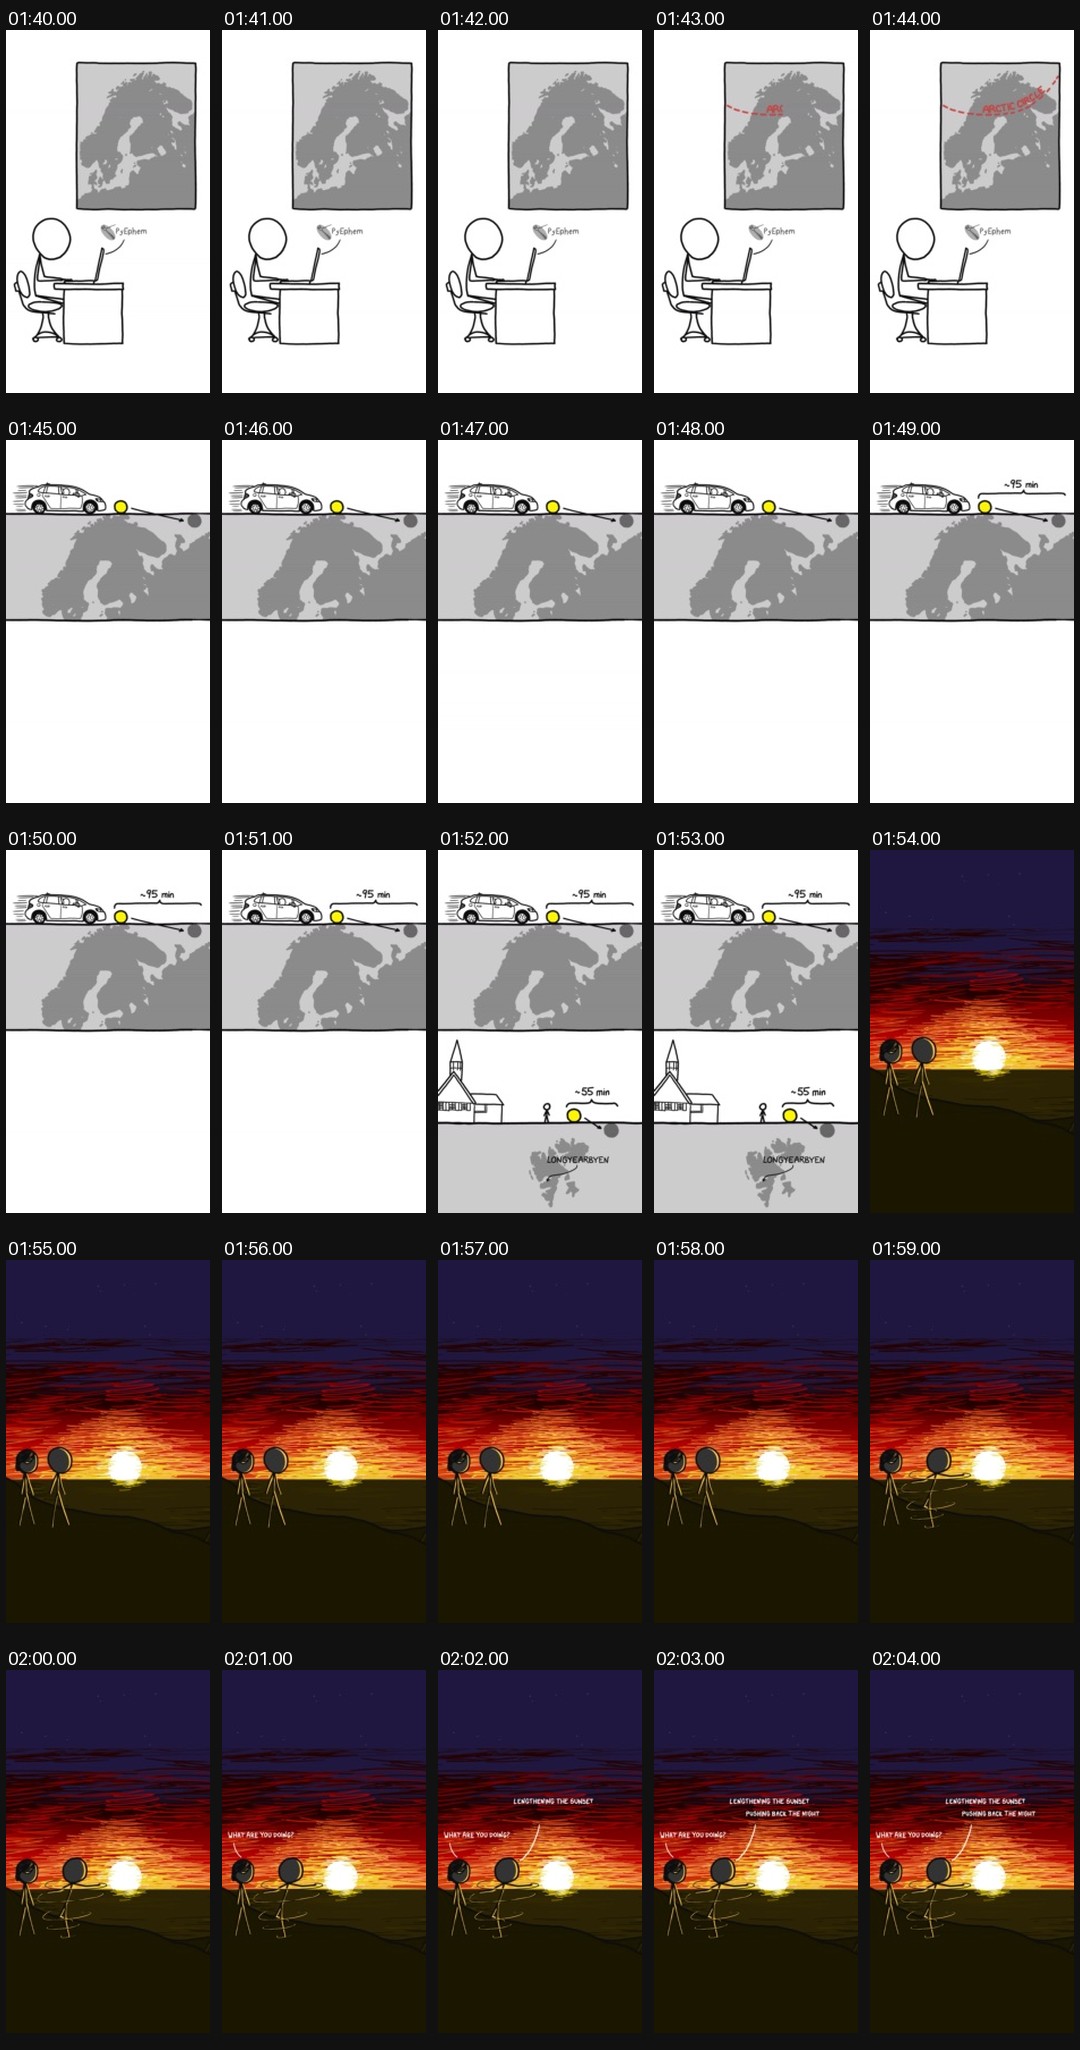 01:40.00
01:41.00
01:42.00
01:43.00
01:44.00
PyEphem
PyEphem
PyEphem
ARC
PyEphem
ARCTIC CIRCLE
PyEphem
01:45.00
01:46.00
01:47.00
01:48.00
01:49.00
~95 min
01:50.00
01:51.00
01:52.00
01:53.00
01:54.00
~95 min
~95 min
~95 min
~95 min
~55 min
~55 min
LONGYEARBYEN
LONGYEARBYEN
01:55.00
01:56.00
01:57.00
01:58.00
01:59.00
02:00.00
02:01.00
02:02.00
02:03.00
02:04.00
WHAT ARE YOU DOING?
LENGTHENING THE SUNSET
WHAT ARE YOU DOING?
LENGTHENING THE SUNSET
PUSHING BACK THE NIGHT
WHAT ARE YOU DOING?
LENGTHENING THE SUNSET
PUSHING BACK THE NIGHT
WHAT ARE YOU DOING?